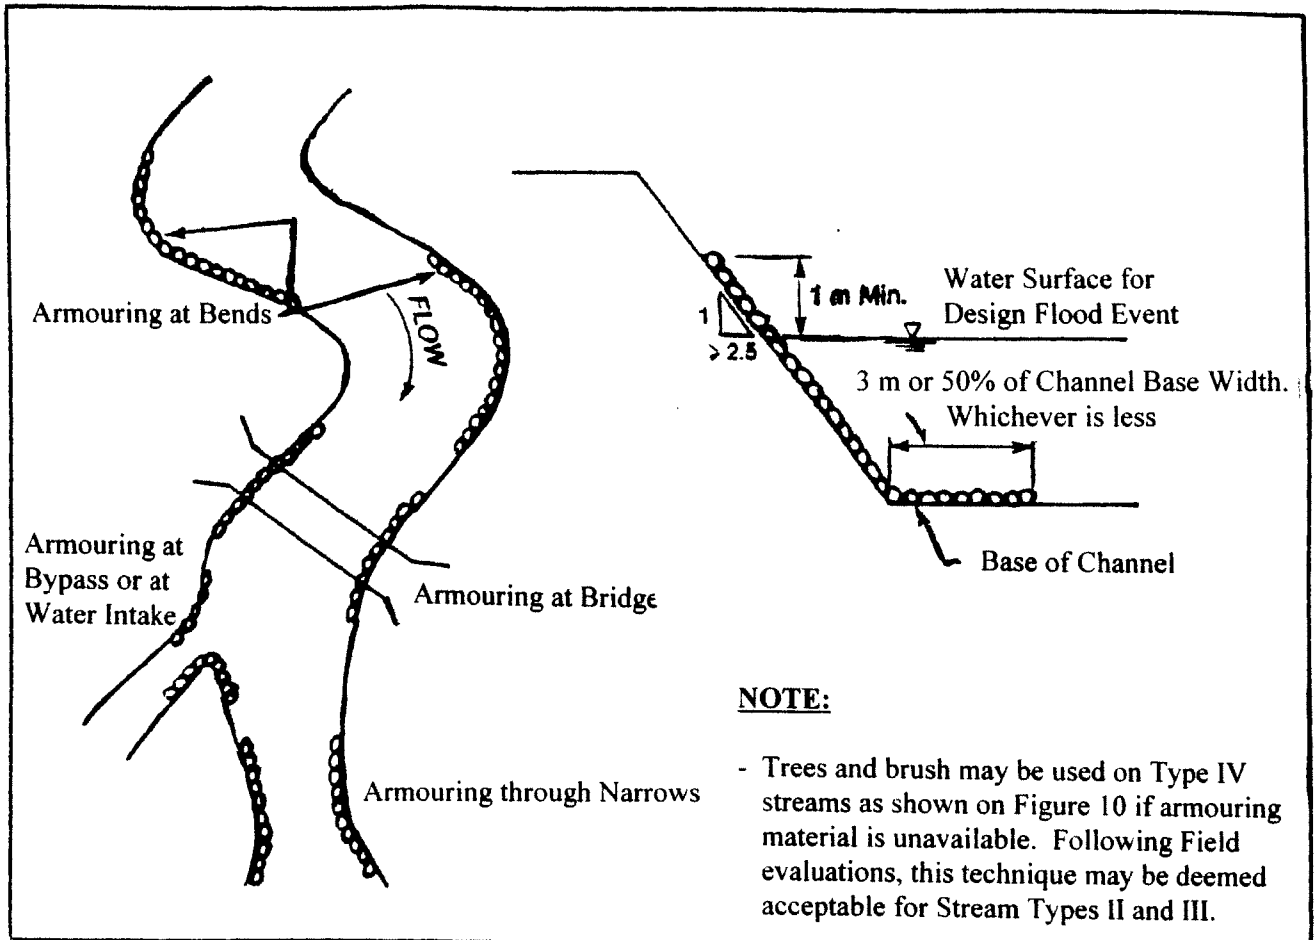 Armouring at Bends
FLOW
Armouring at
Bypass or at
Water Intake
Armouring at Bridge
Armouring through Narrows
1 m Min.
1
> 2.5
Water Surface for
Design Flood Event
3 m or 50% of Channel Base Width.
Whichever is less
Base of Channel
NOTE:
- Trees and brush may be used on Type IV
streams as shown on Figure 10 if armouring
material is unavailable. Following Field
evaluations, this technique may be deemed
acceptable for Stream Types II and III.